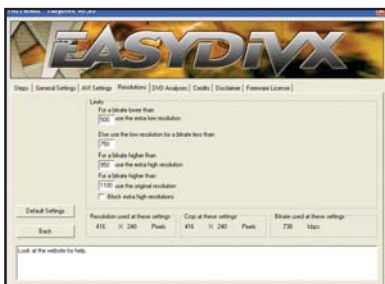 EASYDIVX
Steps General Settings AVI Settings Resolutions DVD Analyses Credits Disclaimer Freeware License
Limits
For a bitrate lower than
500 use the extra low resolution
Else use the low resolution for a bitrate less than
750
For a bitrate higher than
950 use the extra high resolution
For a bitrate higher than
1100 use the original resolution
Block extra high resolutions
Default Settings
Back
Resolution used at these settings:
416 X 240 Pixels
Crop at these settings:
416 X 240 Pixels
Bitrate used at these settings:
738 kbps
Look at the website for help.